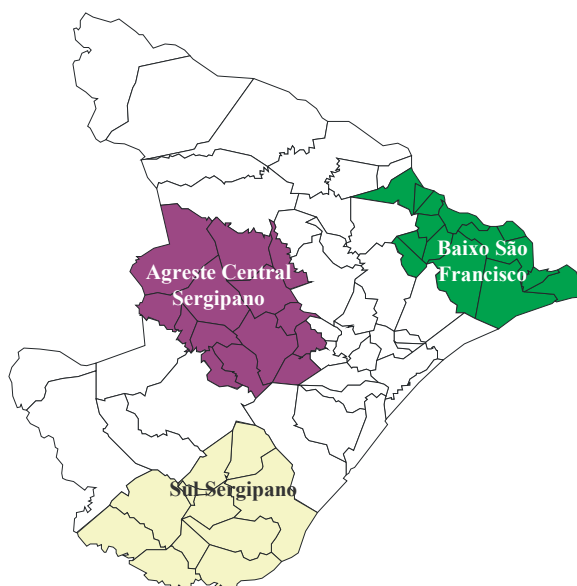 Baixo São
Francisco
Agreste Central
Sergipano
Sul Sergipano